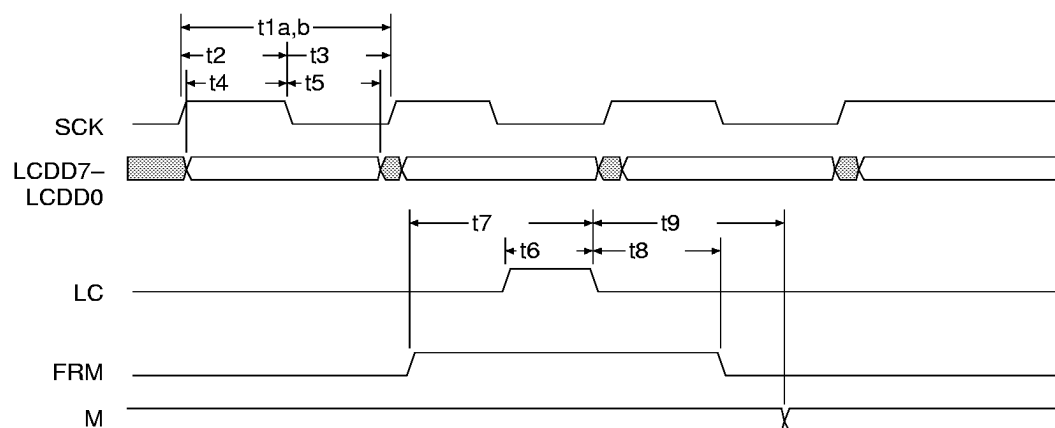 t1a,b
t2 t3
t4 t5
SCK
LCDD7–
LCDD0
t7 t9
t6 t8
LC
FRM
M